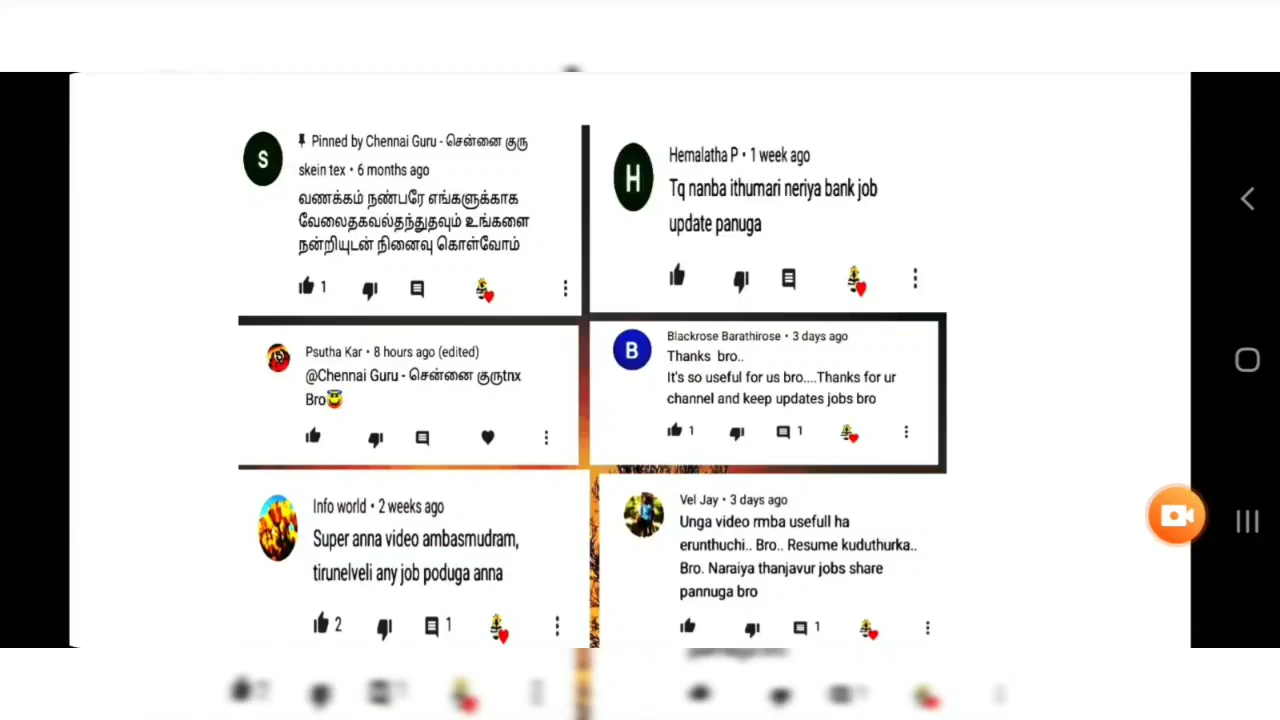 Pinned by Chennai Guru - சென்னை குரு
skein tex • 6 months ago
வணக்கம் நண்பரே எங்களுக்காக
வேலைதகவல்தந்துதவும் உங்களை
நன்றியுடன் நினைவு கொள்வோம்
1
Hemalatha P • 1 week ago
Tq nanba ithumari neriya bank job
update panuga
Psutha Kar • 8 hours ago (edited)
@Chennai Guru - சென்னை குருtnx
Bro
Blackrose Barathirose • 3 days ago
Thanks bro..
It's so useful for us bro....Thanks for ur
channel and keep updates jobs bro
1 1
Info world • 2 weeks ago
Super anna video ambasmudram,
tirunelveli any job poduga anna
2 1
Vel Jay • 3 days ago
Unga video rmba usefull ha
erunthuchi.. Bro.. Resume kuduthurka..
Bro. Naraiya thanjavur jobs share
pannuga bro
1
S
H
B